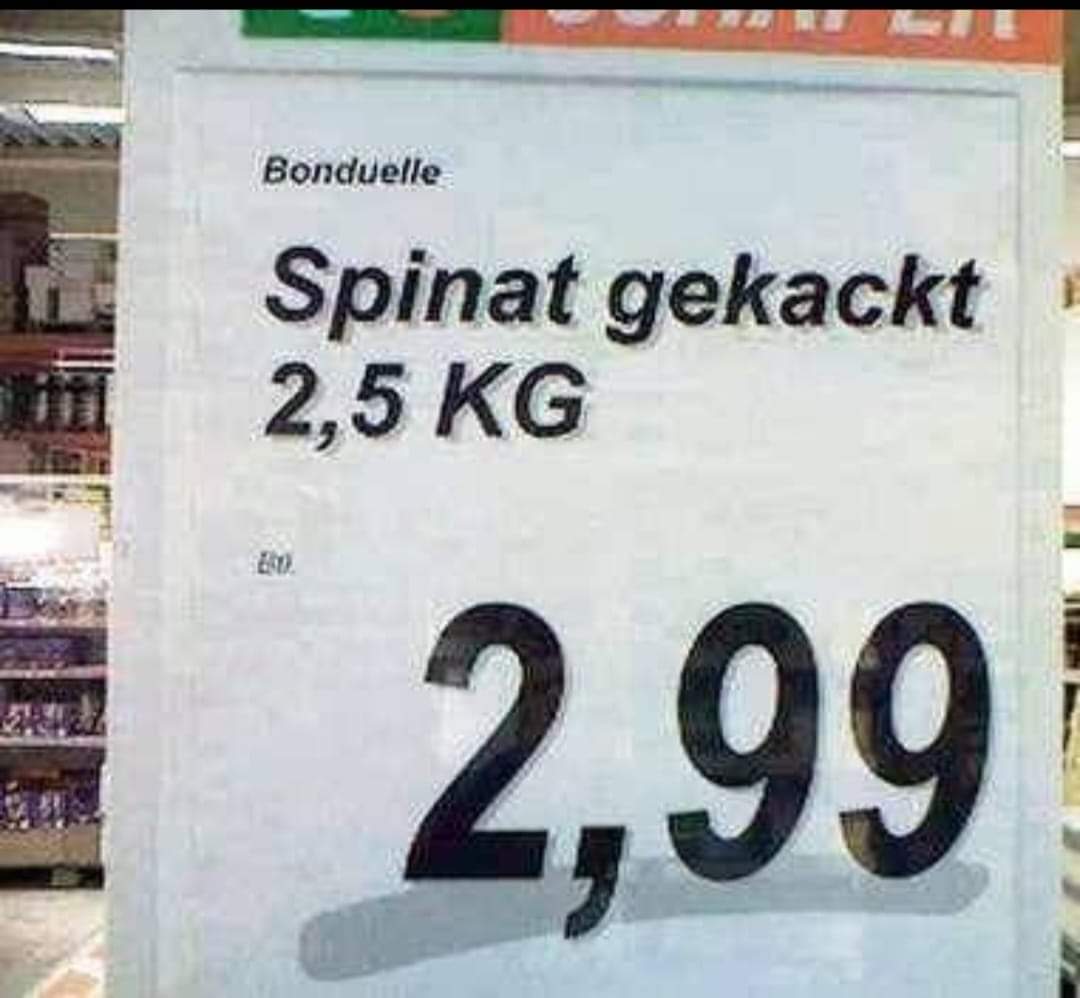 Bonduelle
Spinat gekackt
2,5 KG
2,99